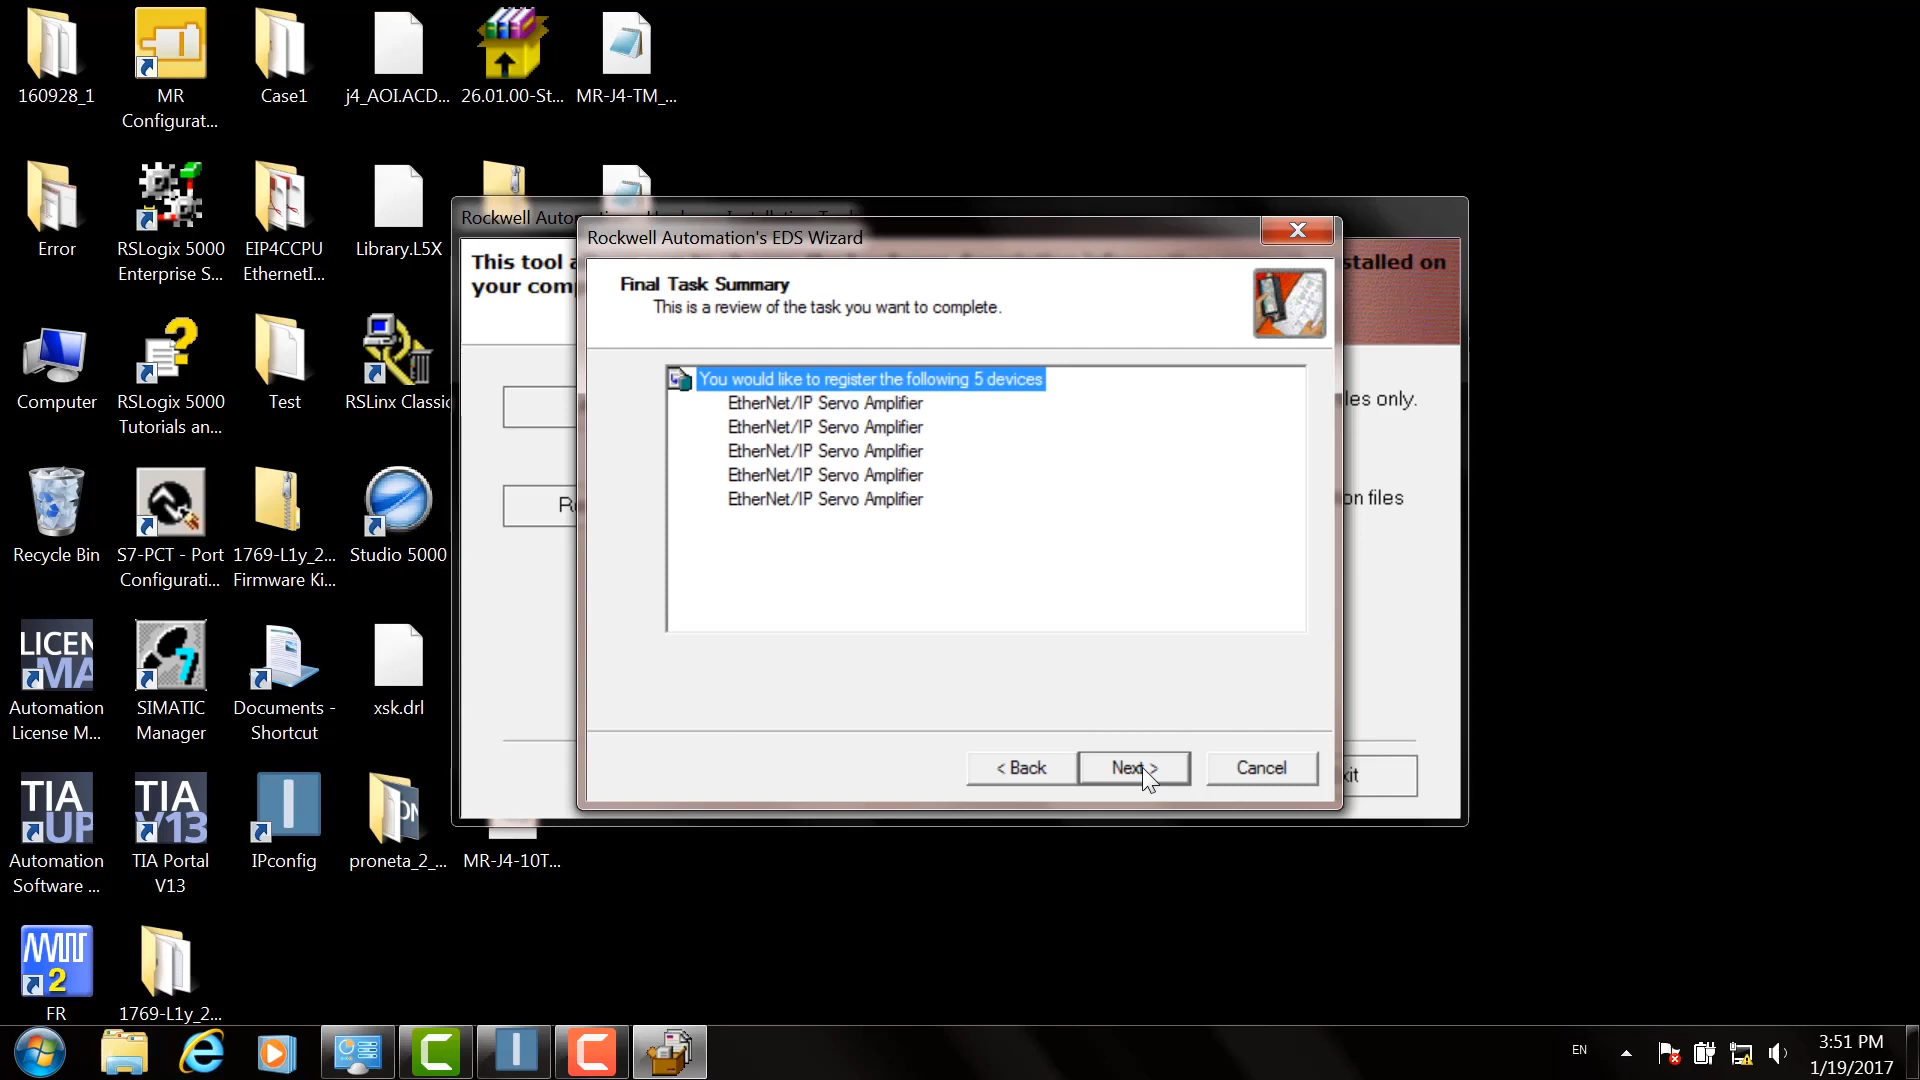 160928_1
MR
Configurat...
Case1
j4_AOI.ACD...
26.01.00-St...
MR-J4-TM_...
Error
RSLogix 5000
Enterprise S...
EIP4CCPU
EthernetI...
Library.L5X
Computer
RSLogix 5000
Tutorials an...
Test
RSLinx Classic
Recycle Bin
S7-PCT - Port
Configurati...
1769-L1y_2...
Firmware Ki...
Studio 5000
LICEN
MA
Automation
License M...
SIMATIC
Manager
Documents -
Shortcut
xsk.drl
TIA
UP
Automation
Software ...
TIA
V13
TIA Portal
V13
IPconfig
proneta_2_...
MR-J4-10T...
2
FR
1769-L1y_2...
Rockwell Autom
This tool a
your comp
stalled on
les only.
on files
xit
Rockwell Automation's EDS Wizard
Final Task Summary
This is a review of the task you want to complete.
You would like to register the following 5 devices
EtherNet/IP Servo Amplifier
EtherNet/IP Servo Amplifier
EtherNet/IP Servo Amplifier
EtherNet/IP Servo Amplifier
EtherNet/IP Servo Amplifier
< Back
Next >
Cancel
EN
3:51 PM
1/19/2017